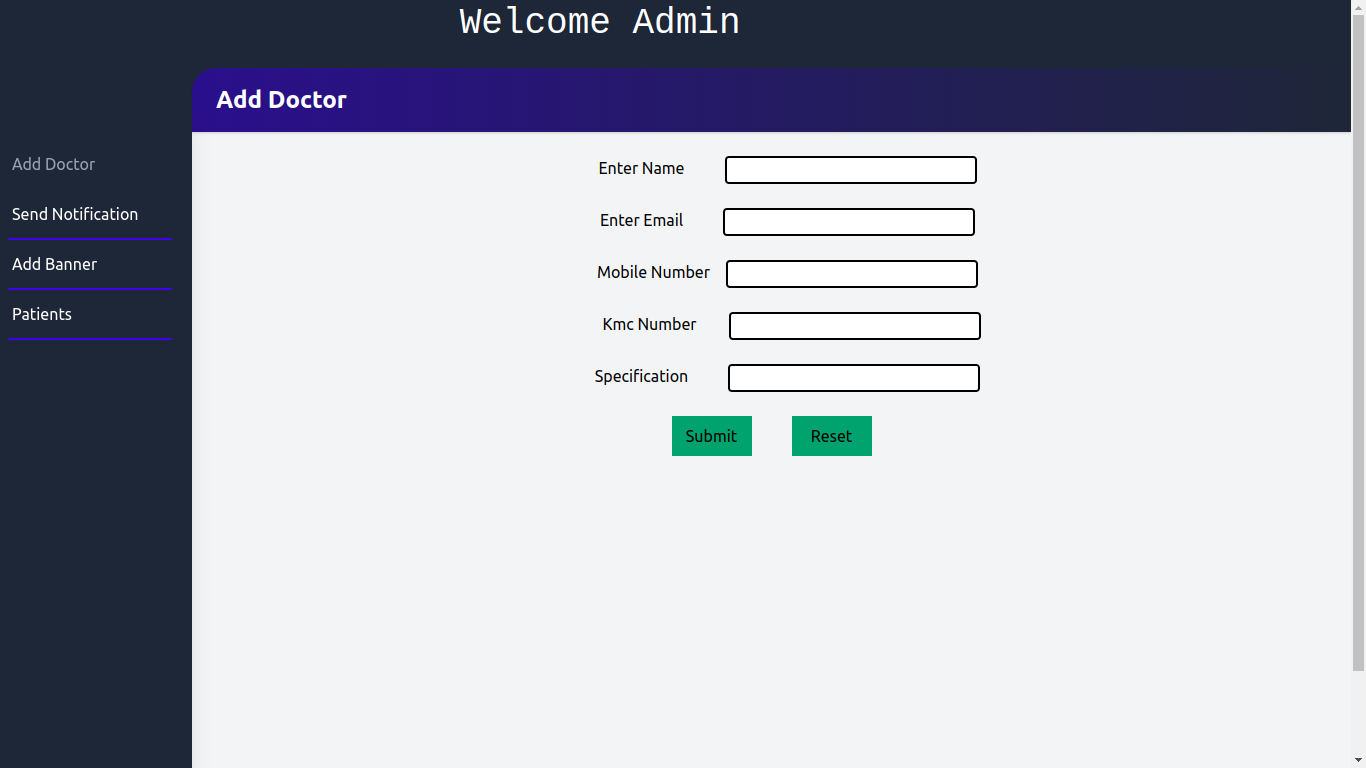 Welcome Admin
Add Doctor
Add Doctor
Send Notification
Add Banner
Patients
Enter Name
Enter Email
Mobile Number
Kmc Number
Specification
Submit Reset